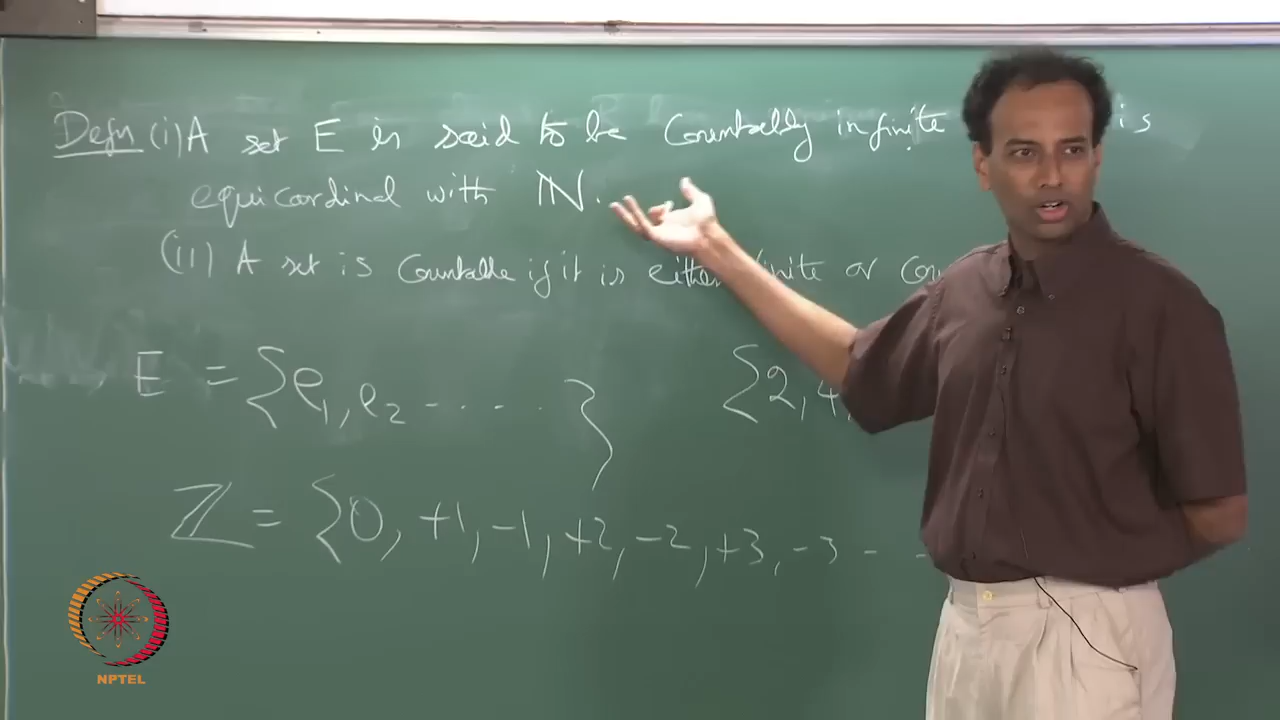 Defn (i) A set E is said to be Countably infinite is
equicardinal with ℕ.
(ii) A set is Countable if it is either finite or
E = {e₁, e₂ - . . . . }
{2, 4,
ℤ = {0, +1, -1, +2, -2, +3, -3 - -
NPTEL